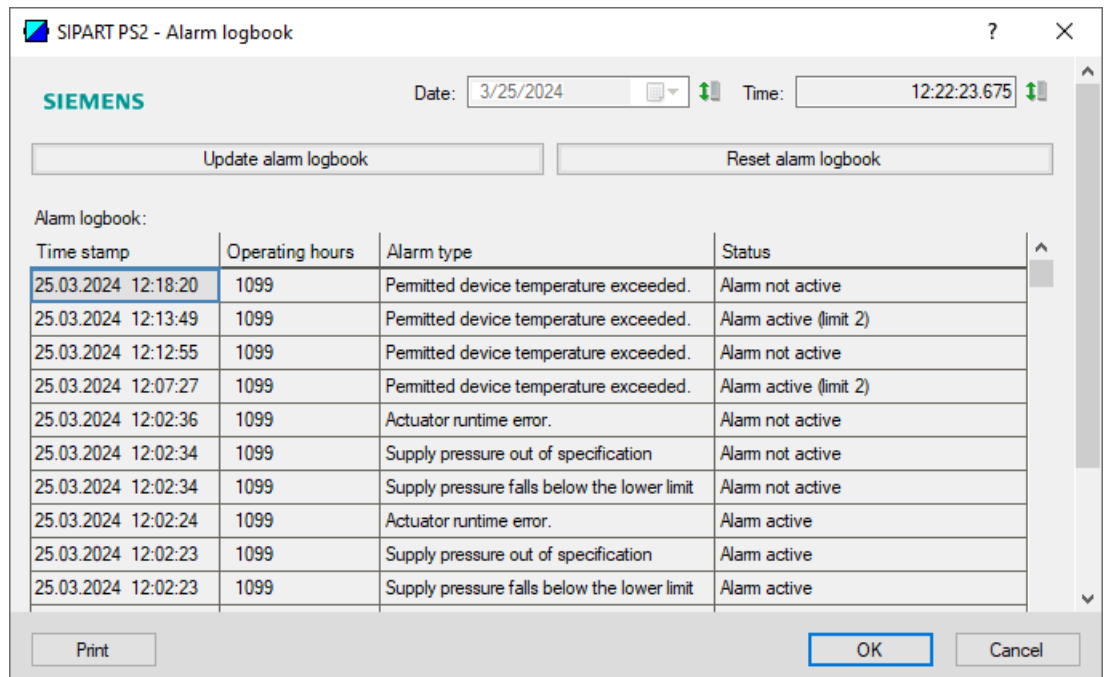 SIPART PS2 - Alarm logbook ?
SIEMENS Date: 3/25/2024 Time: 12:22:23.675
Update alarm logbook Reset alarm logbook
Alarm logbook:
Time stamp Operating hours Alarm type Status
25.03.2024 12:18:20 1099 Permitted device temperature exceeded. Alarm not active
25.03.2024 12:13:49 1099 Permitted device temperature exceeded. Alarm active (limit 2)
25.03.2024 12:12:55 1099 Permitted device temperature exceeded. Alarm not active
25.03.2024 12:07:27 1099 Permitted device temperature exceeded. Alarm active (limit 2)
25.03.2024 12:02:36 1099 Actuator runtime error. Alarm not active
25.03.2024 12:02:34 1099 Supply pressure out of specification Alarm not active
25.03.2024 12:02:34 1099 Supply pressure falls below the lower limit Alarm not active
25.03.2024 12:02:24 1099 Actuator runtime error. Alarm active
25.03.2024 12:02:23 1099 Supply pressure out of specification Alarm active
25.03.2024 12:02:23 1099 Supply pressure falls below the lower limit Alarm active
Print OK Cancel